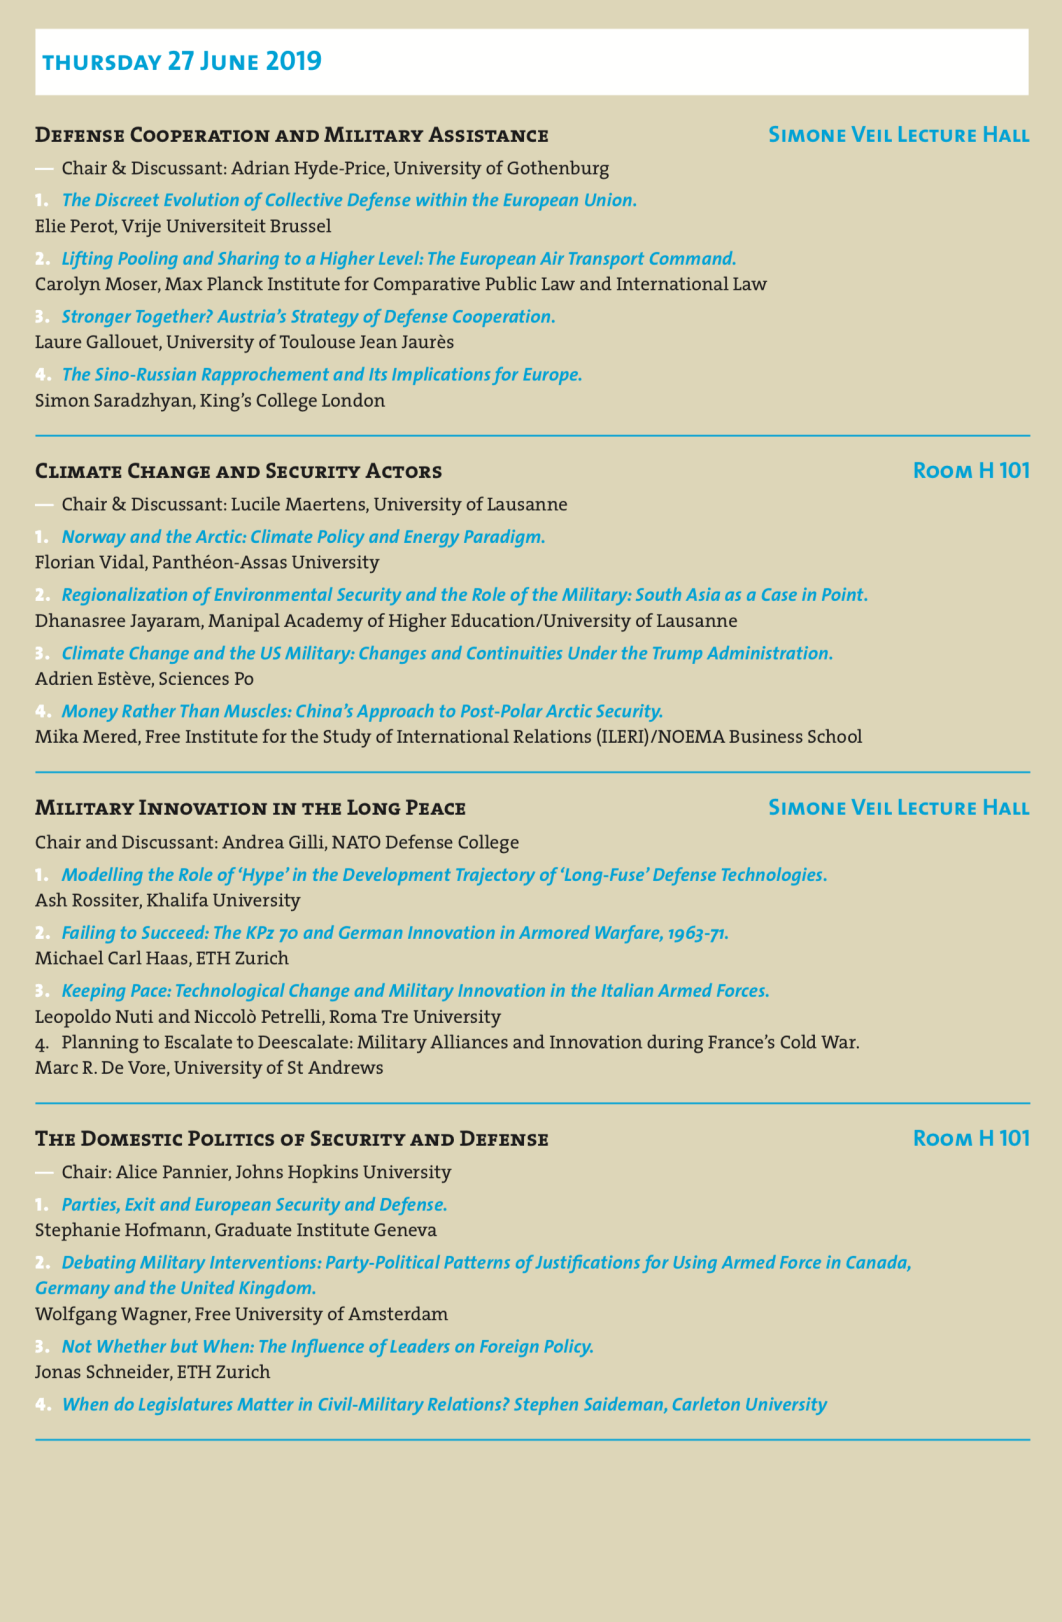 THURSDAY 27 JUNE 2019
DEFENSE COOPERATION AND MILITARY ASSISTANCE SIMONE VEIL LECTURE HALL
— Chair & Discussant: Adrian Hyde-Price, University of Gothenburg
1. The Discreet Evolution of Collective Defense within the European Union.
Elie Perot, Vrije Universiteit Brussel
2. Lifting Pooling and Sharing to a Higher Level: The European Air Transport Command.
Carolyn Moser, Max Planck Institute for Comparative Public Law and International Law
3. Stronger Together? Austria’s Strategy of Defense Cooperation.
Laure Gallouet, University of Toulouse Jean Jaurès
4. The Sino-Russian Rapprochement and Its Implications for Europe.
Simon Saradzhyan, King’s College London
CLIMATE CHANGE AND SECURITY ACTORS ROOM H 101
— Chair & Discussant: Lucile Maertens, University of Lausanne
1. Norway and the Arctic: Climate Policy and Energy Paradigm.
Florian Vidal, Panthéon-Assas University
2. Regionalization of Environmental Security and the Role of the Military: South Asia as a Case in Point.
Dhanasree Jayaram, Manipal Academy of Higher Education/University of Lausanne
3. Climate Change and the US Military: Changes and Continuities Under the Trump Administration.
Adrien Estève, Sciences Po
4. Money Rather Than Muscles: China’s Approach to Post-Polar Arctic Security.
Mika Mered, Free Institute for the Study of International Relations (ILERI)/NOEMA Business School
MILITARY INNOVATION IN THE LONG PEACE SIMONE VEIL LECTURE HALL
Chair and Discussant: Andrea Gilli, NATO Defense College
1. Modelling the Role of ‘Hype’ in the Development Trajectory of ‘Long-Fuse’ Defense Technologies.
Ash Rossiter, Khalifa University
2. Failing to Succeed: The KPz 70 and German Innovation in Armored Warfare, 1963-71.
Michael Carl Haas, ETH Zurich
3. Keeping Pace: Technological Change and Military Innovation in the Italian Armed Forces.
Leopoldo Nuti and Niccolò Petrelli, Roma Tre University
4. Planning to Escalate to Deescalate: Military Alliances and Innovation during France’s Cold War.
Marc R. De Vore, University of St Andrews
THE DOMESTIC POLITICS OF SECURITY AND DEFENSE ROOM H 101
— Chair: Alice Pannier, Johns Hopkins University
1. Parties, Exit and European Security and Defense.
Stephanie Hofmann, Graduate Institute Geneva
2. Debating Military Interventions: Party-Political Patterns of Justifications for Using Armed Force in Canada,
Germany and the United Kingdom.
Wolfgang Wagner, Free University of Amsterdam
3. Not Whether but When: The Influence of Leaders on Foreign Policy.
Jonas Schneider, ETH Zurich
4. When do Legislatures Matter in Civil-Military Relations? Stephen Saideman, Carleton University